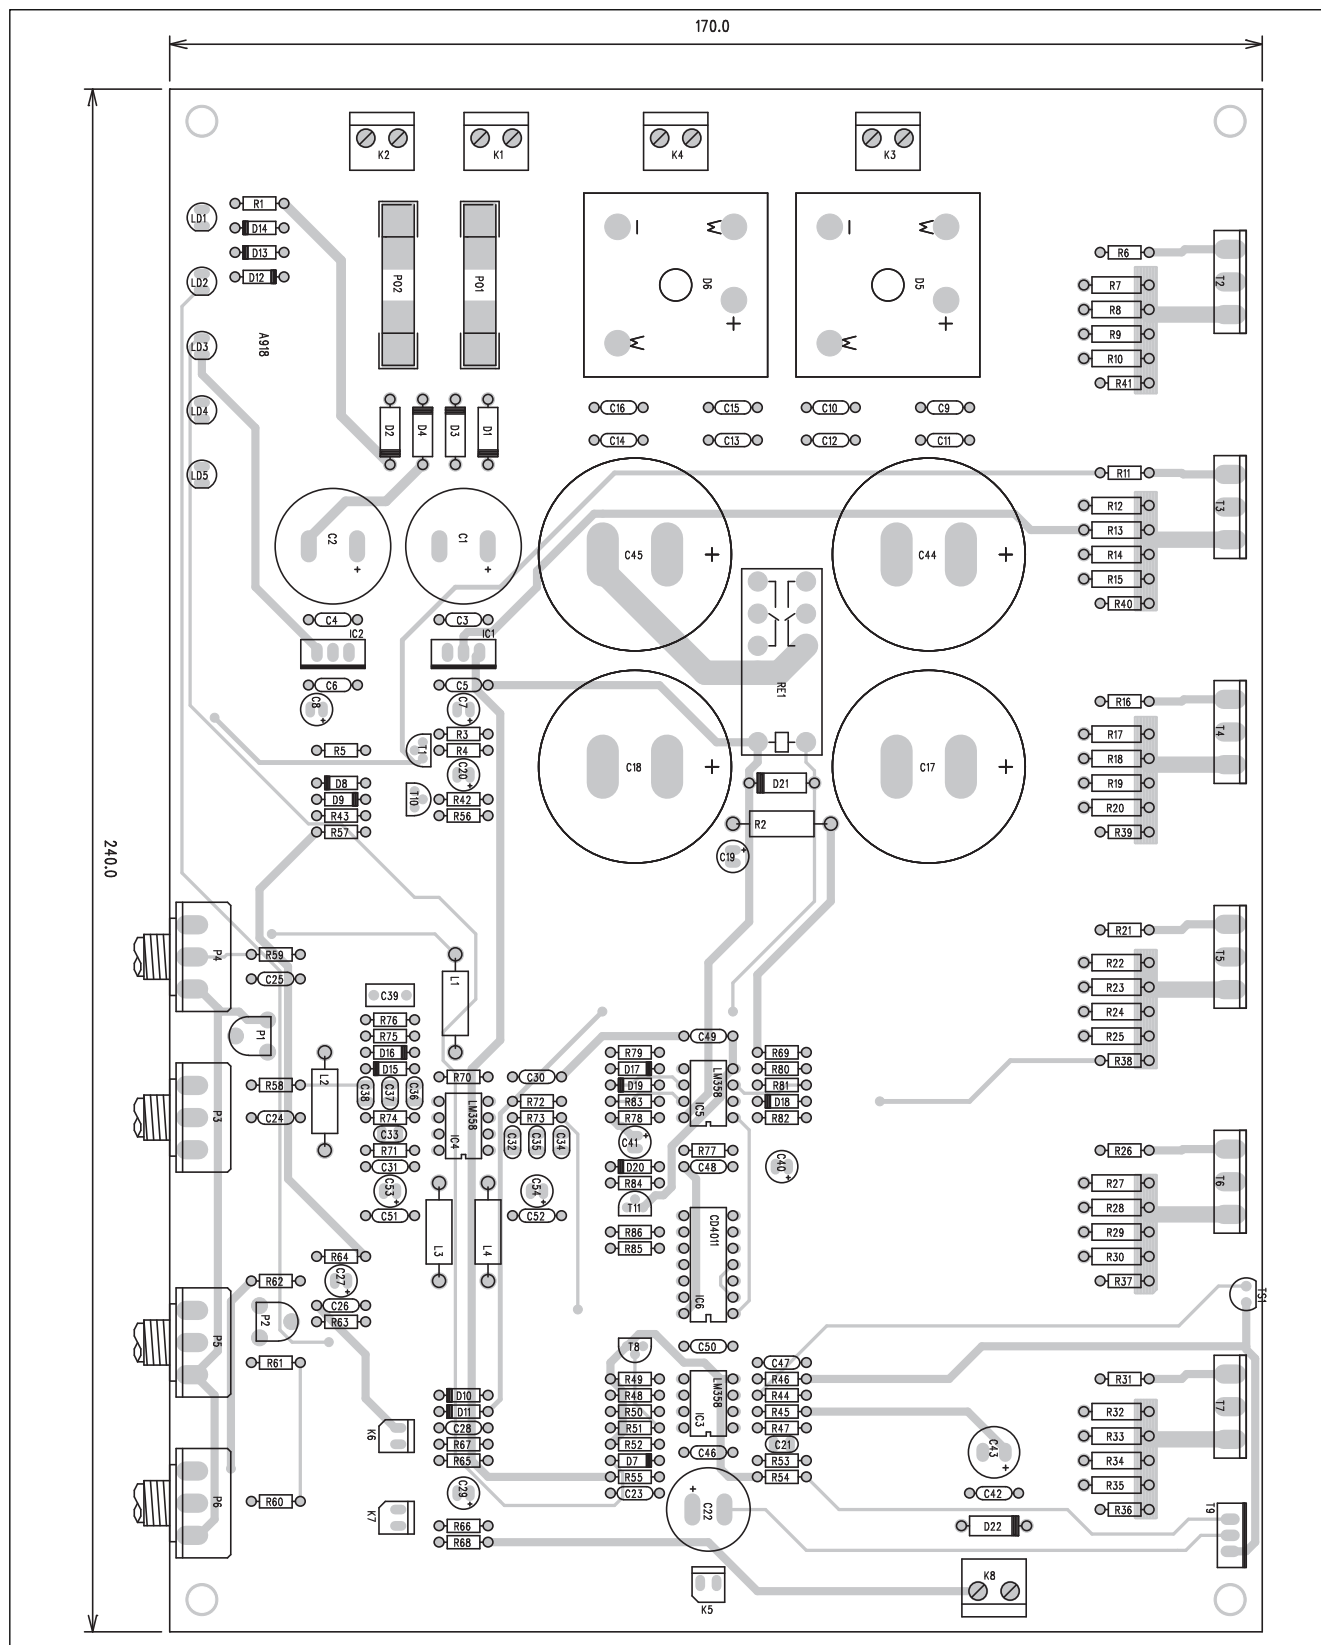 170.0
K2 K1 K4 K3
LD1 R1
D14
D13
LD2 D12
PO2 PO1 D6 D5
R6 T2
R7
R8
R9
R10
R41
LD3 A918
LD4 D2 D4 D3 D1
C16 C15 C10 C9
C14 C13 C12 C11
LD5 R11
R12 T3
R13
R14
R15
R40
C2 C1 C45 C44
C4 C3
IC2 IC1
C6 C5 RE1
C8 C7 R16
R3 R17 T4
R5 T1 R4 R18
C20 C18 C17
D8 D21 R19
D9 T10 R42 R20
R43 R56
R57 R2 R39
C19
240.0
R21
P4 R59 R22 T5
C25 L1 R23
C39 R24
R76 R25
P1 R75 C49
D16 R79 R69 R38
D15 D17 LM358 R80
L2 R58 R70 C30 D19 R81
C38 C37 C36 R72 R83 D18
P3 C24 R74 LM358 R73 R78 IC5 R82
C33 IC4 C32 C35 C34 C41
R71 R77 R26
C31 D20 C48 C40
C53 C54 R84 R27 T6
C51 C52 T11 R28
R86 CD4011 R29
R64 L3 L4 R85 R30
R62 C27 R37
C26 IC6 TS1
P2 R63
P5 T8 C50
R61 C47
R49 LM358 R46 R31
D10 R48 R44
D11 R50 IC3 R45 R32 T7
K6 C28 R51 R47 R33
R67 R52 C46 C21 C43
R65 D7 R53 R34
R55 R54 R35
P6 R60 C29 C23 C22 C42 R36 T9
K7 R66 D22
R68
K5 K8
+ + + +
+ +